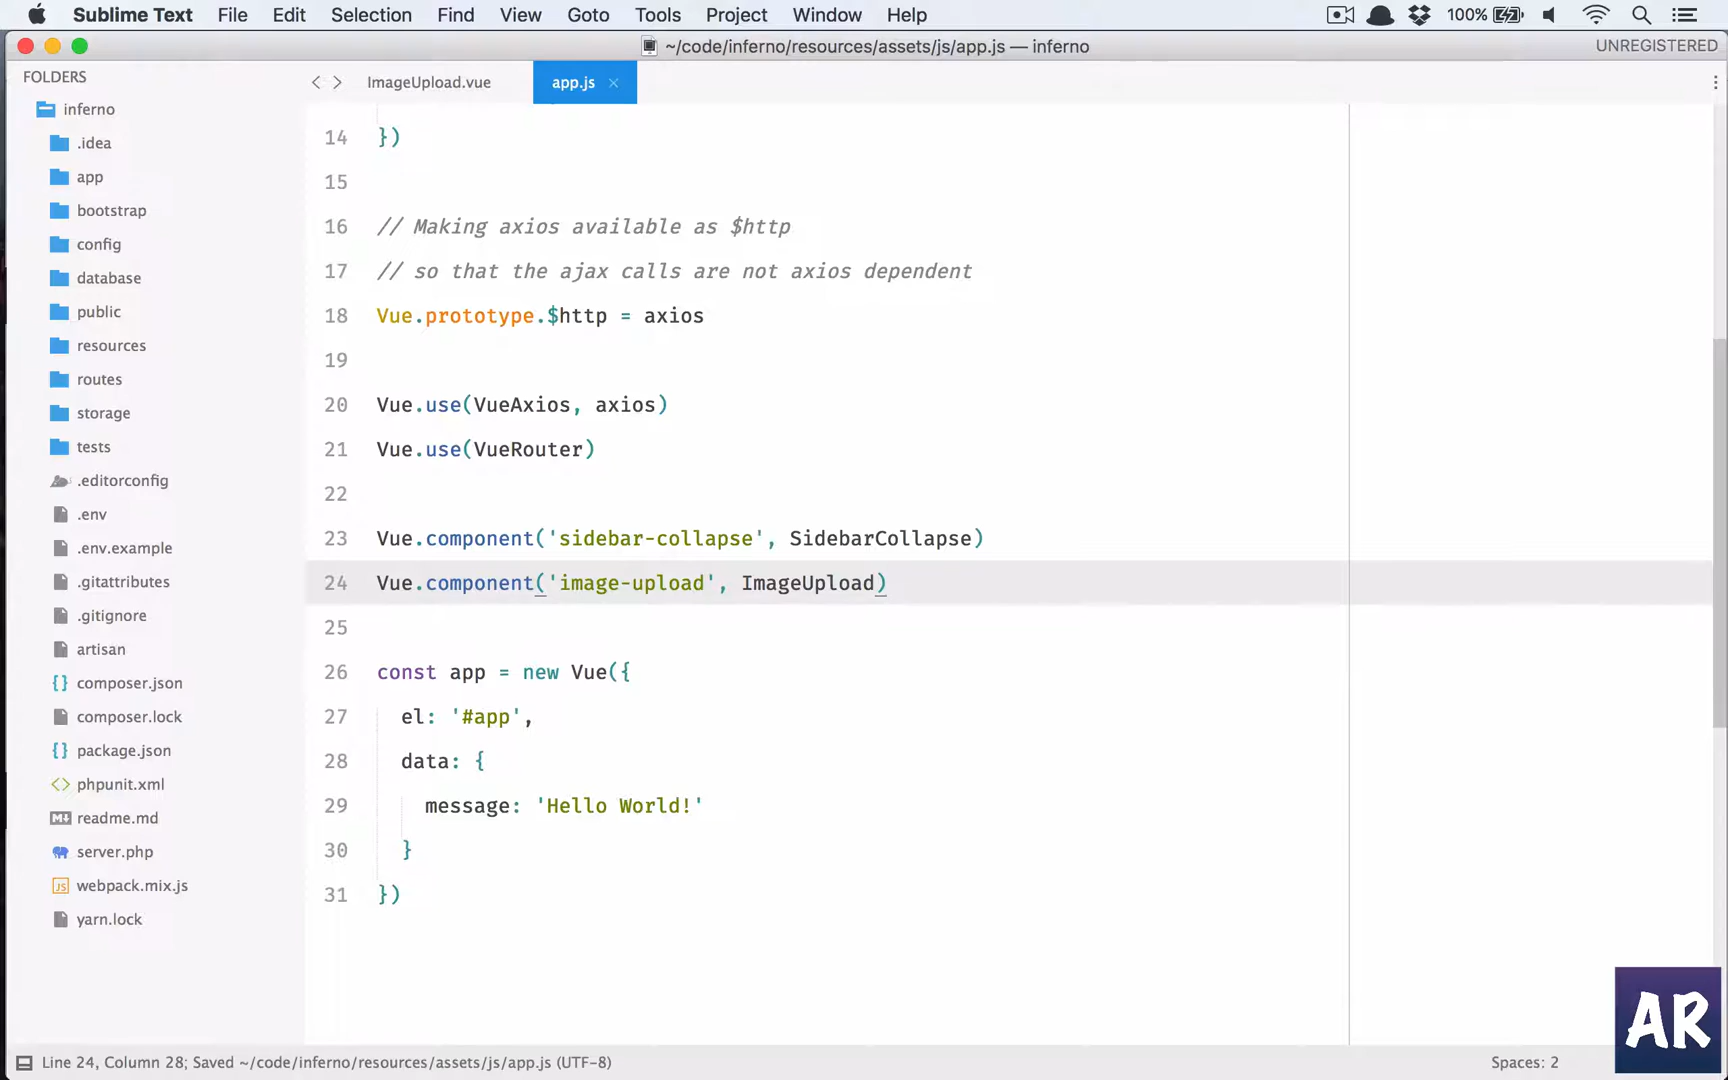 Sublime Text File Edit Selection Find View Goto Tools Project Window Help 100%
~/code/inferno/resources/assets/js/app.js — inferno UNREGISTERED
FOLDERS
inferno
.idea
app
bootstrap
config
database
public
resources
routes
storage
tests
.editorconfig
.env
.env.example
.gitattributes
.gitignore
artisan
composer.json
composer.lock
package.json
phpunit.xml
readme.md
server.php
webpack.mix.js
yarn.lock
ImageUpload.vue app.js
14 })
15
16 // Making axios available as $http
17 // so that the ajax calls are not axios dependent
18 Vue.prototype.$http = axios
19
20 Vue.use(VueAxios, axios)
21 Vue.use(VueRouter)
22
23 Vue.component('sidebar-collapse', SidebarCollapse)
24 Vue.component('image-upload', ImageUpload)
25
26 const app = new Vue({
27 el: '#app',
28 data: {
29 message: 'Hello World!'
30 }
31 })
AR
Line 24, Column 28; Saved ~/code/inferno/resources/assets/js/app.js (UTF-8) Spaces: 2